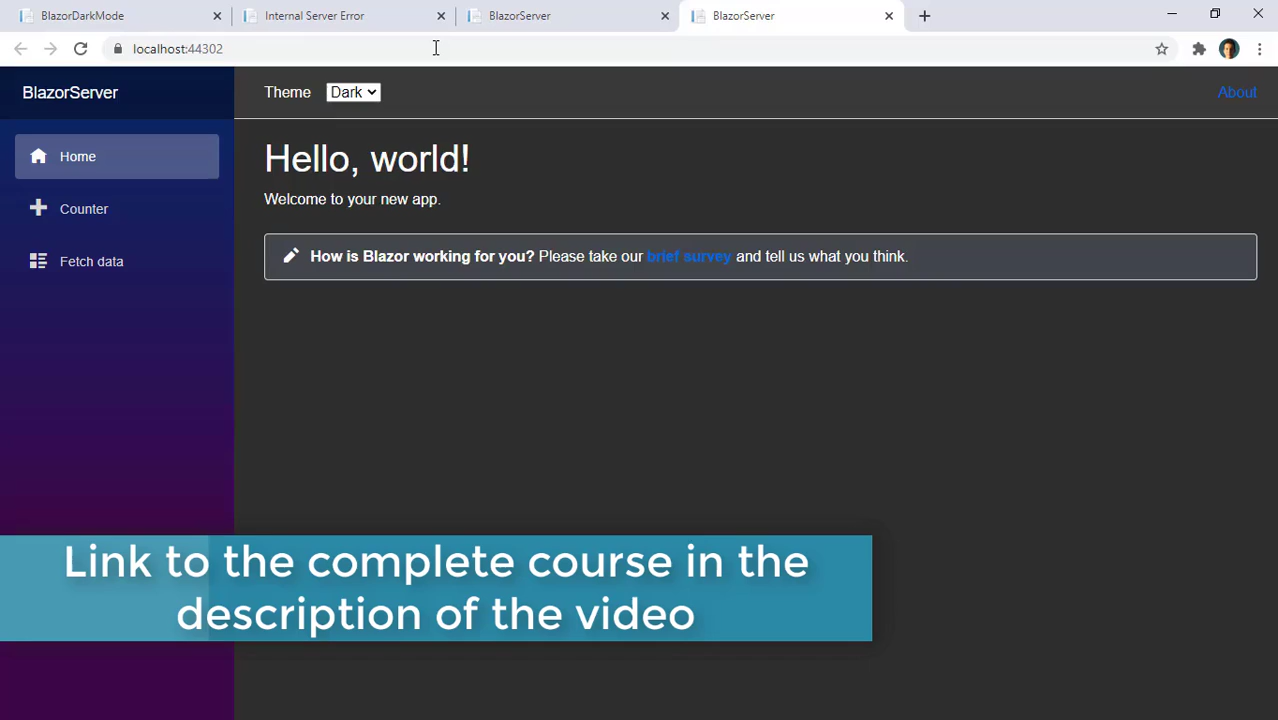 BlazorDarkMode
Internal Server Error
BlazorServer
BlazorServer
localhost:44302
BlazorServer
Theme Dark
About
Home
Counter
Fetch data
Hello, world!
Welcome to your new app.
How is Blazor working for you? Please take our brief survey and tell us what you think.
Link to the complete course in the
description of the video